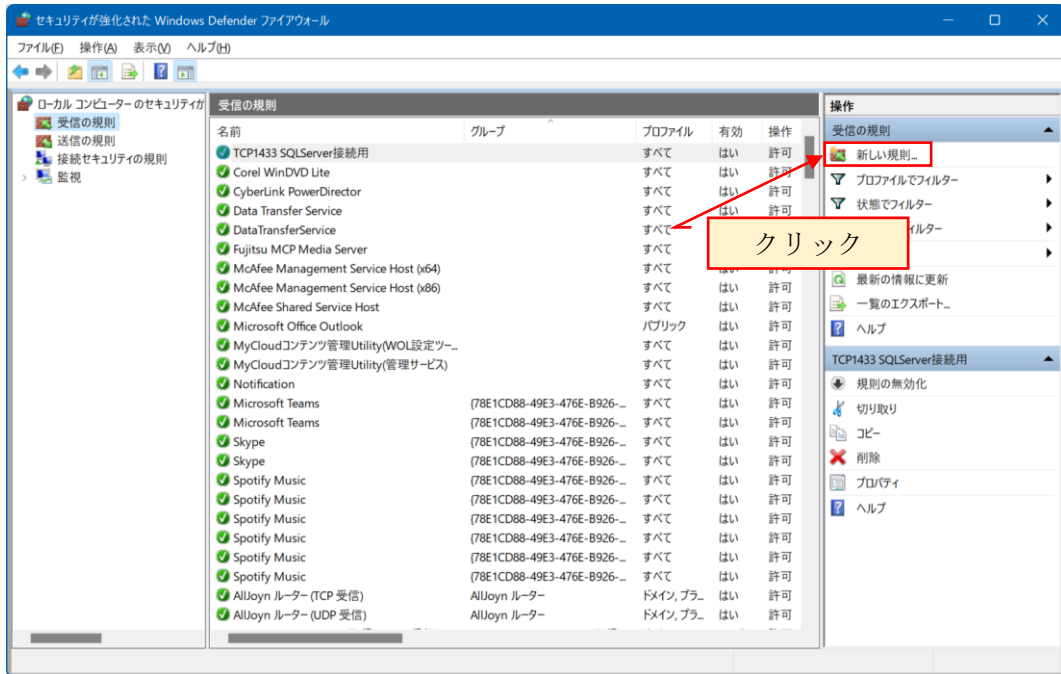 セキュリティが強化された Windows Defender ファイアウォール
ファイル(F) 操作(A) 表示(V) ヘルプ(H)
ローカル コンピューター のセキュリティが
受信の規則
送信の規則
接続セキュリティの規則
監視
受信の規則
名前 グループ プロファイル 有効 操作
TCP1433 SQLServer接続用 すべて はい 許可
Corel WinDVD Lite すべて はい 許可
CyberLink PowerDirector すべて はい 許可
Data Transfer Service すべて はい 許可
DataTransferService すべて
Fujitsu MCP Media Server すべて
McAfee Management Service Host (x64) すべて はい 許可
McAfee Management Service Host (x86) すべて はい 許可
McAfee Shared Service Host すべて はい 許可
Microsoft Office Outlook パブリック はい 許可
MyCloudコンテンツ管理Utility(WOL設定ツー... すべて はい 許可
MyCloudコンテンツ管理Utility(管理サービス) すべて はい 許可
Notification すべて はい 許可
Microsoft Teams {78E1CD88-49E3-476E-B926-... すべて はい 許可
Microsoft Teams {78E1CD88-49E3-476E-B926-... すべて はい 許可
Skype {78E1CD88-49E3-476E-B926-... すべて はい 許可
Skype {78E1CD88-49E3-476E-B926-... すべて はい 許可
Spotify Music {78E1CD88-49E3-476E-B926-... すべて はい 許可
Spotify Music {78E1CD88-49E3-476E-B926-... すべて はい 許可
Spotify Music {78E1CD88-49E3-476E-B926-... すべて はい 許可
Spotify Music {78E1CD88-49E3-476E-B926-... すべて はい 許可
Spotify Music {78E1CD88-49E3-476E-B926-... すべて はい 許可
Spotify Music {78E1CD88-49E3-476E-B926-... すべて はい 許可
AllJoyn ルーター (TCP 受信) AllJoyn ルーター ドメイン, プラ... はい 許可
AllJoyn ルーター (UDP 受信) AllJoyn ルーター ドメイン, プラ... はい 許可
クリック
操作
受信の規則
新しい規則...
プロファイルでフィルター
状態でフィルター
ィルター
最新の情報に更新
一覧のエクスポート...
ヘルプ
TCP1433 SQLServer接続用
規則の無効化
切り取り
コピー
削除
プロパティ
ヘルプ